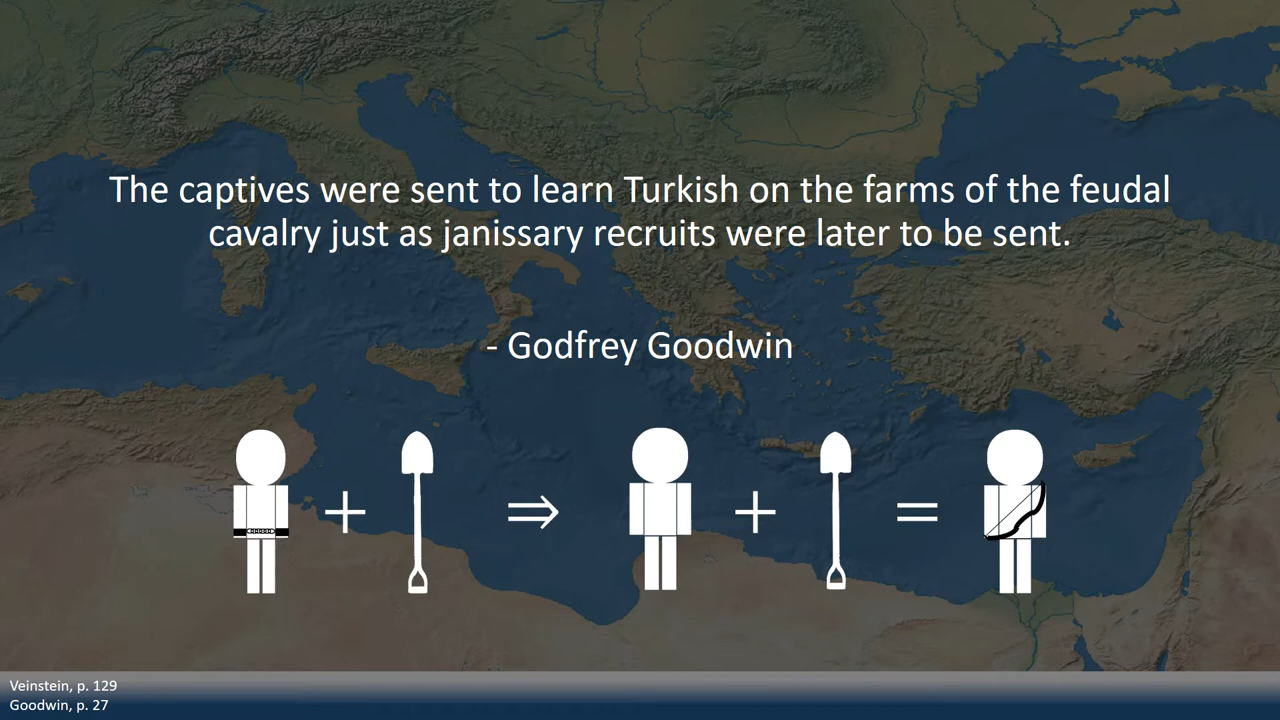 The captives were sent to learn Turkish on the farms of the feudal
cavalry just as janissary recruits were later to be sent.
- Godfrey Goodwin
+ ⇒ + =
Veinstein, p. 129
Goodwin, p. 27